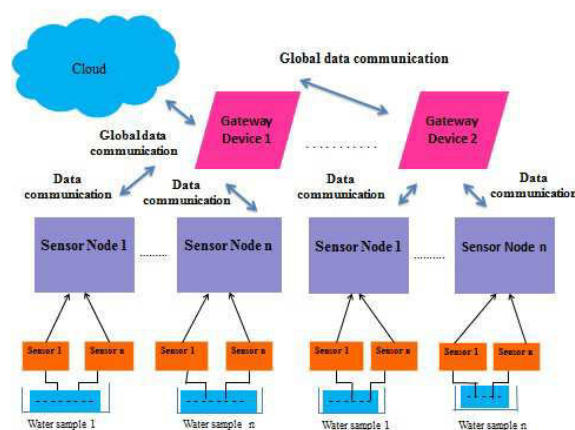 Cloud
Global data communication
Gateway
Device 1
Gateway
Device 2
. . . . . . . . . . .
Global data
communication
Data
communication
Data
communication
Data
communication
Data
communication
Sensor Node 1
.........
Sensor Node n
Sensor Node 1
.........
Sensor Node n
Sensor 1
Sensor n
Sensor 1
Sensor n
Sensor 1
Sensor n
Sensor 1
Sensor n
Water sample 1
Water sample n
Water sample 1
Water sample n